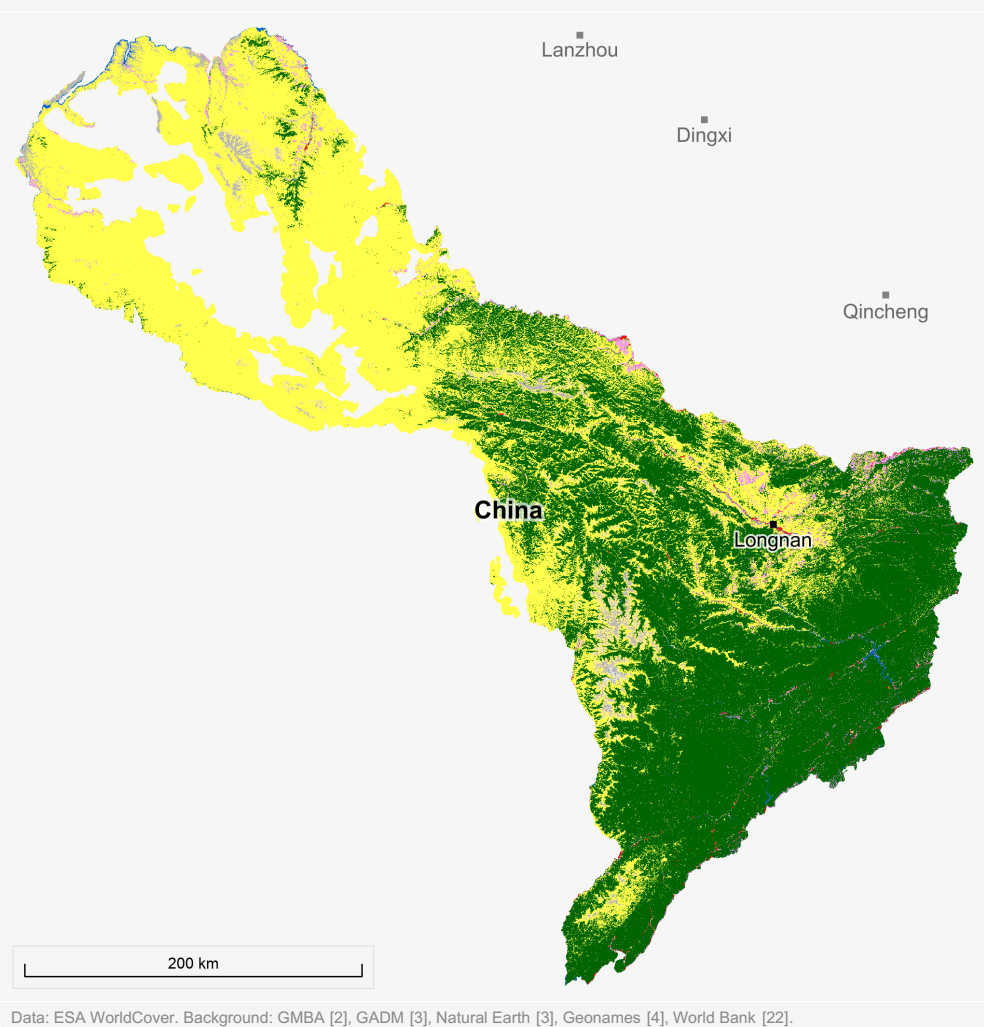 Lanzhou
Dingxi
Qincheng
China
Longnan
200 km
Data: ESA WorldCover. Background: GMBA [2], GADM [3], Natural Earth [3], Geonames [4], World Bank [22].